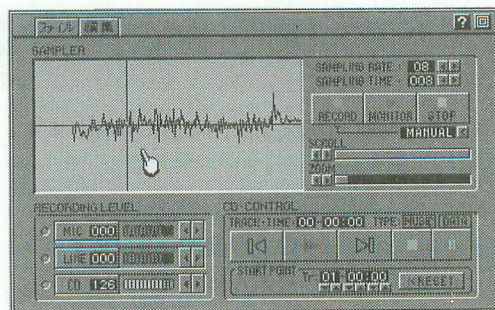 ファイル 編集 ?
SAMPLER
SAMPLING RATE · 08
SAMPLING TIME · 008
RECORD MONITOR STOP
MANUAL
SCROLL
ZOOM
RECORDING LEVEL
MIC 000
LINE 000
CD 126
CD-CONTROL
TRACK·TIME 00-00:00 TYPE MUSIC DATA
START POINT Tr 01 00:00 RESET